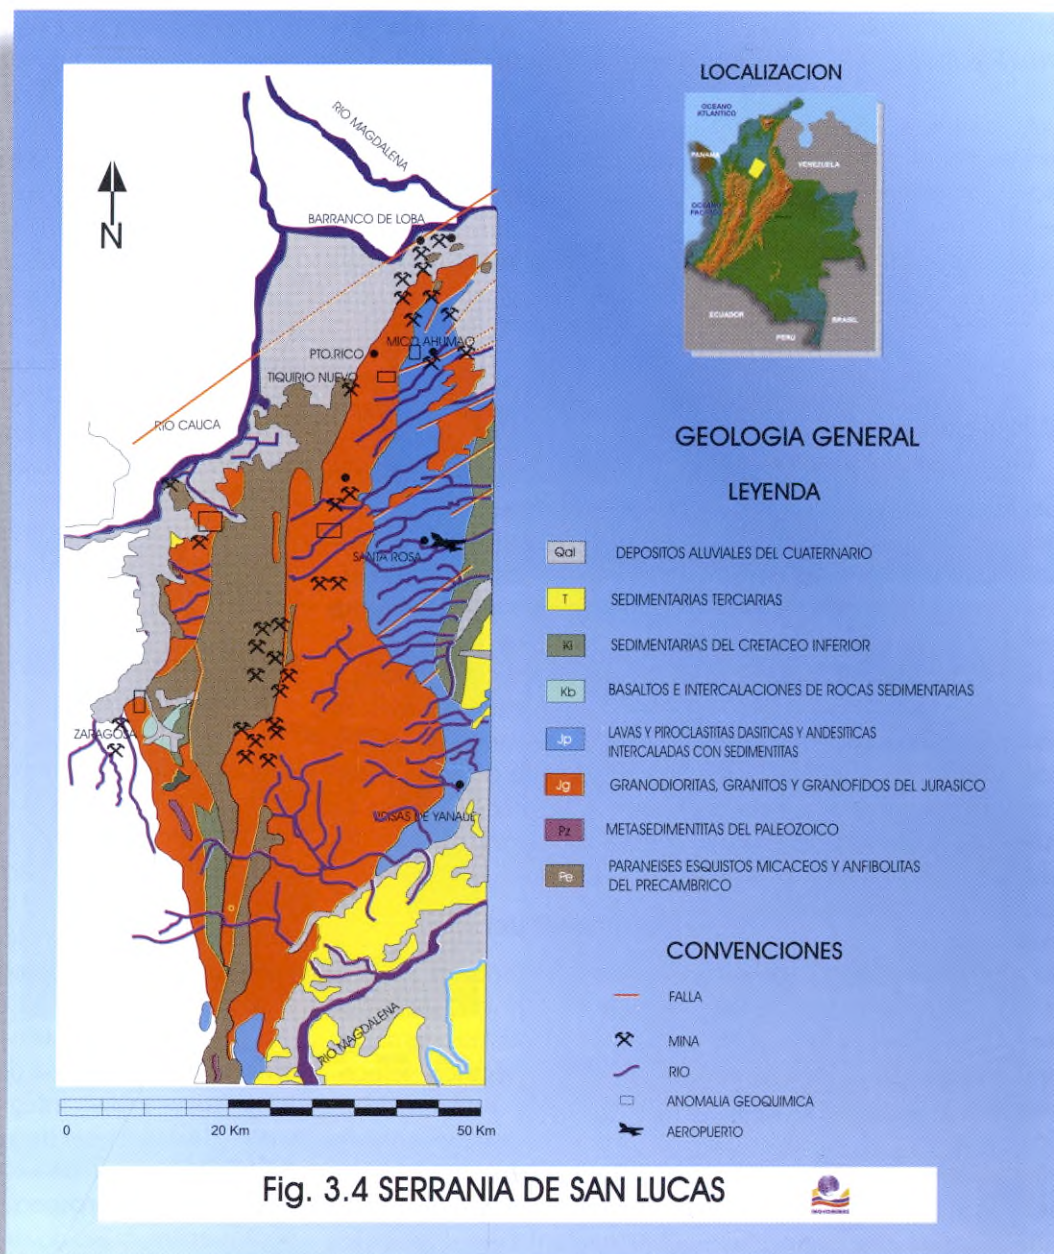 LOCALIZACION
OCEANO
ATLANTICO
PANAMA
VENEZUELA
OCEANO
PACIFICO
ECUADOR
PERU
BRASIL
RIO MAGDALENA
N
BARRANCO DE LOBA
MICO AHUMAO
PTO.RICO
TIQUIRIO NUEVO
RIO CAUCA
SANTA ROSA
ZARAGOSA
DE YANAUE
RIO MAGDALENA
0 20 Km 50 Km
GEOLOGIA GENERAL
LEYENDA
Qal DEPOSITOS ALUVIALES DEL CUATERNARIO
T SEDIMENTARIAS TERCIARIAS
Ki SEDIMENTARIAS DEL CRETACEO INFERIOR
Kb BASALTOS E INTERCALACIONES DE ROCAS SEDIMENTARIAS
Jp LAVAS Y PIROCLASTITAS DASITICAS Y ANDESITICAS
INTERCALADAS CON SEDIMENTITAS
Jg GRANODIORITAS, GRANITOS Y GRANOFIDOS DEL JURASICO
Pz METASEDIMENTITAS DEL PALEOZOICO
Pe PARANEISES ESQUISTOS MICACEOS Y ANFIBOLITAS
DEL PRECAMBRICO
CONVENCIONES
FALLA
MINA
RIO
ANOMALIA GEOQUIMICA
AEROPUERTO
Fig. 3.4 SERRANIA DE SAN LUCAS